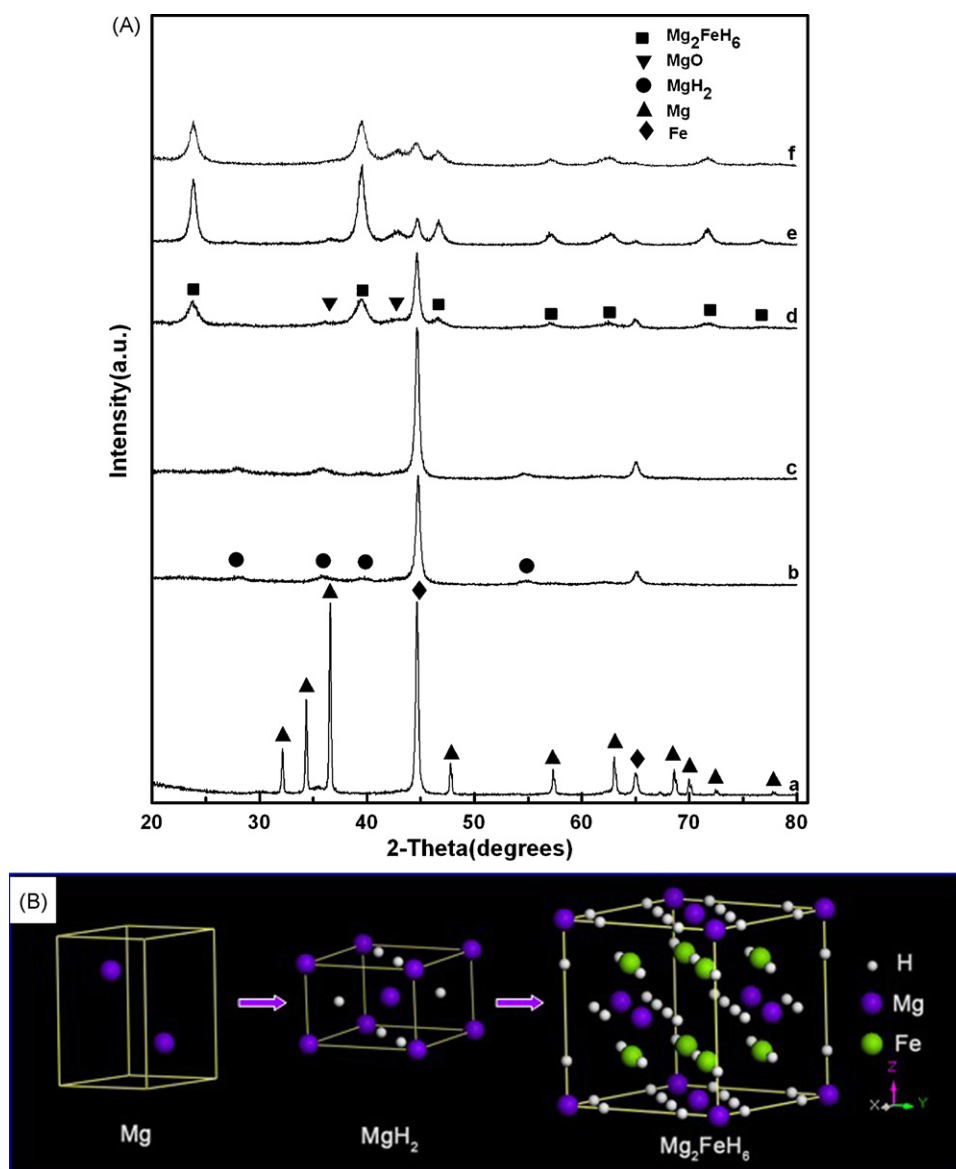 (A)
Mg2FeH6
MgO
MgH2
Mg
Fe
f
e
d
c
b
a
Intensity(a.u.)
20 30 40 50 60 70 80
2-Theta(degrees)
(B)
H
Mg
Fe
Z
X Y
Mg
MgH2
Mg2FeH6